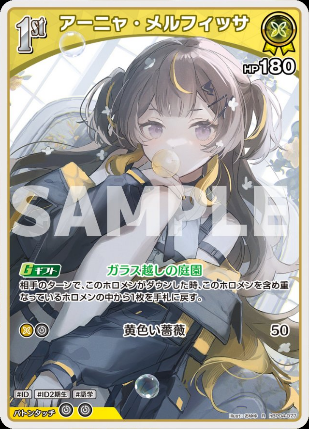 1st
アーニャ・メルフィッサ
HP180
SAMPLE
ギフト ガラス越しの庭園
相手のターンで、このホロメンがダウンした時、このホロメンを含め重
なっているホロメンの中から1枚を手札に戻す。
黄色い薔薇 50
#ID #ID2期生 #語学
バトンタッチ